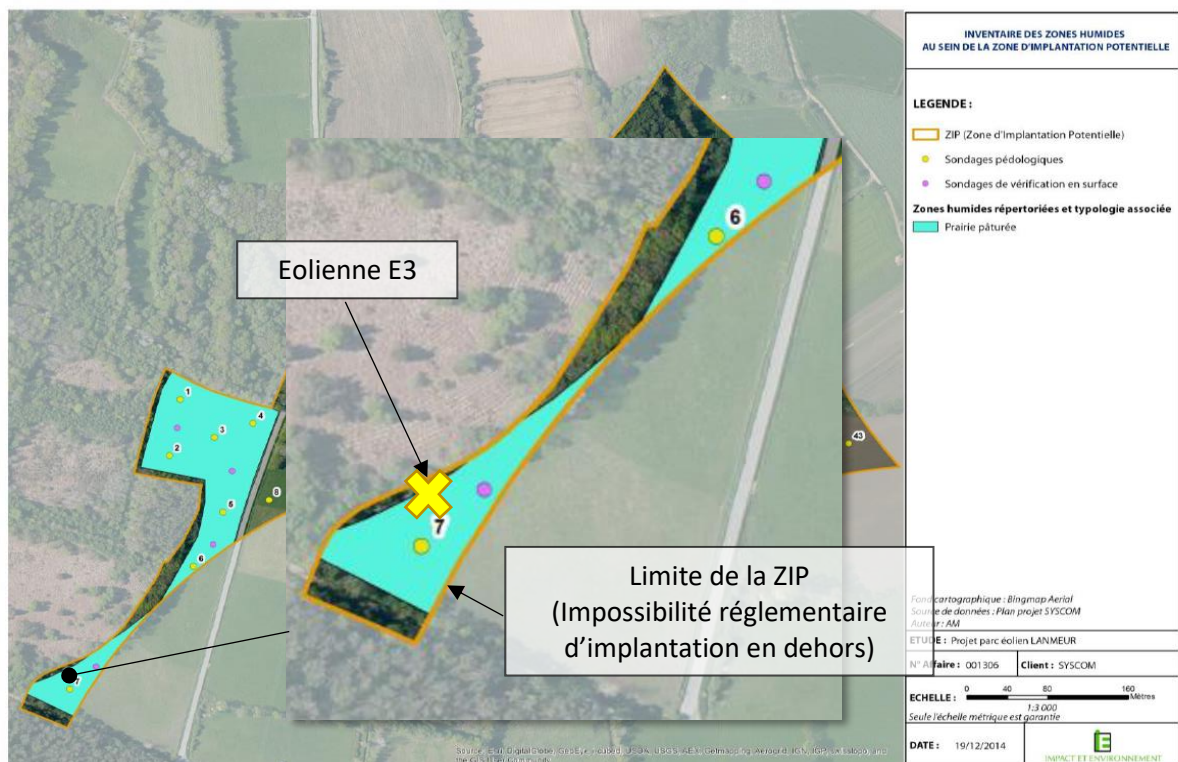 INVENTAIRE DES ZONES HUMIDES
AU SEIN DE LA ZONE D'IMPLANTATION POTENTIELLE
LEGENDE :
ZIP (Zone d'Implantation Potentielle)
Sondages pédologiques
Sondages de vérification en surface
Zones humides répertoriées et typologie associée
Prairie pâturée
Eolienne E3
6
7
Limite de la ZIP
(Impossibilité réglementaire
d'implantation en dehors)
1
2
3
4
5
6
7
8
43
cartographique : Bingmap Aerial
de données : Plan projet SYSCOM
: AM
ETUDE : Projet parc éolien LANMEUR
N° Affaire : 001306
Client : SYSCOM
ECHELLE :
0 40 80 160
Mètres
1:3 000
Seule l'échelle métrique est garantie
DATE : 19/12/2014
IMPACT ET ENVIRONNEMENT